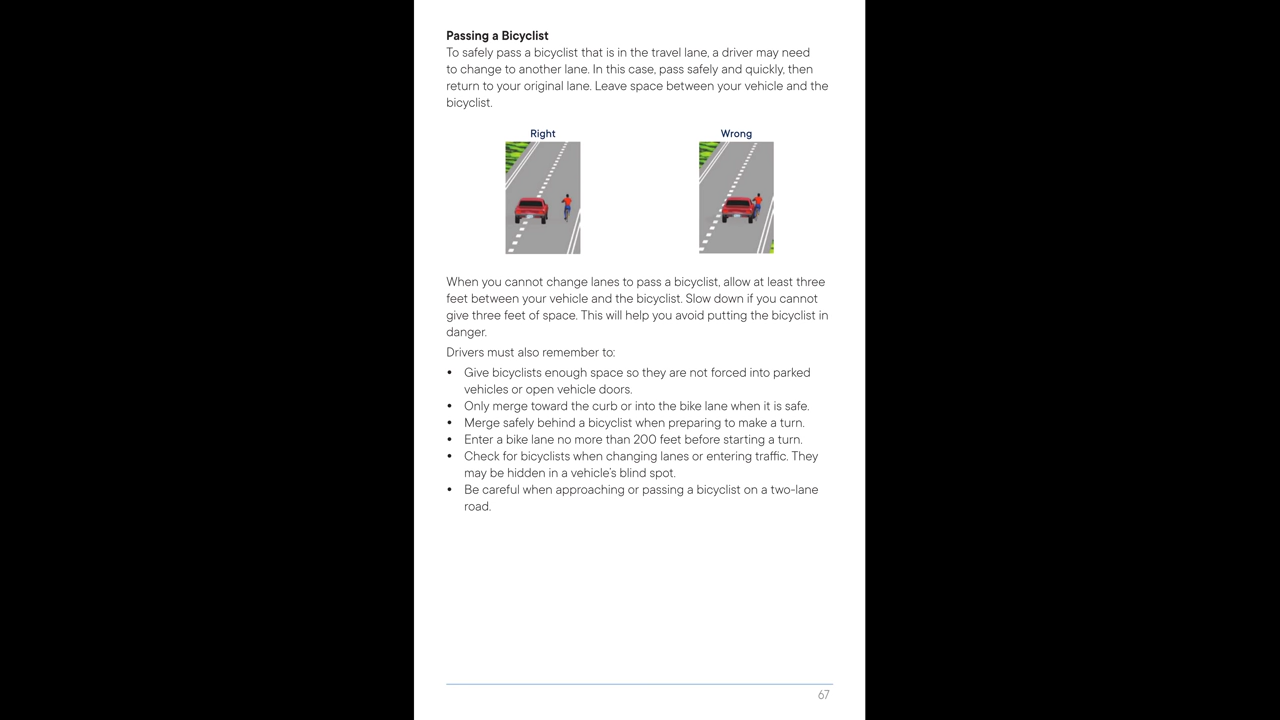 Passing a Bicyclist
To safely pass a bicyclist that is in the travel lane, a driver may need
to change to another lane. In this case, pass safely and quickly, then
return to your original lane. Leave space between your vehicle and the
bicyclist.
Right
Wrong
When you cannot change lanes to pass a bicyclist, allow at least three
feet between your vehicle and the bicyclist. Slow down if you cannot
give three feet of space. This will help you avoid putting the bicyclist in
danger.
Drivers must also remember to:
• Give bicyclists enough space so they are not forced into parked
vehicles or open vehicle doors.
• Only merge toward the curb or into the bike lane when it is safe.
• Merge safely behind a bicyclist when preparing to make a turn.
• Enter a bike lane no more than 200 feet before starting a turn.
• Check for bicyclists when changing lanes or entering traffic. They
may be hidden in a vehicle's blind spot.
• Be careful when approaching or passing a bicyclist on a two-lane
road.
67